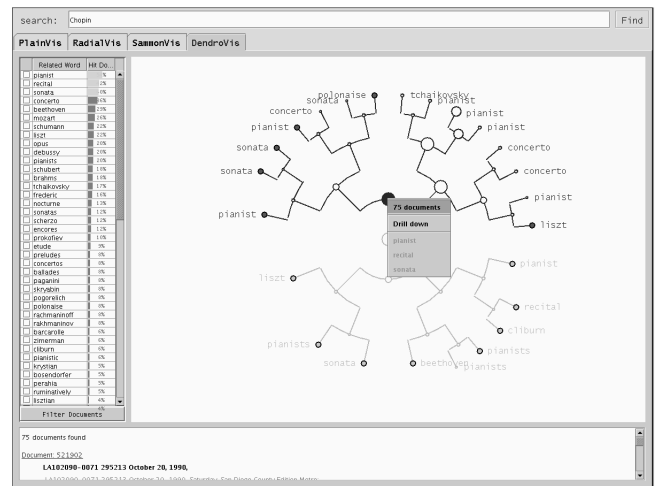 search: Chopin Find
PlainVis RadialVis SammonVis DendroVis
Related Word Hit Do...
pianist
recital
sonata
concerto
beethoven
mozart
schumann
liszt
opus
debussy
pianists
schubert
brahms
tchaikovsky
frederic
nocturne
sonatas
scherzo
encores
prokofiev
etude
preludes
concertos
ballades
paganini
skryabin
pogorelich
polonaise
rachmaninoff
rakhmaninov
barcarolle
zimerman
cliburn
pianistic
krystian
bosendorfer
perahia
ruminatively
lisztian
Filter Documents
polonaise
tchaikovsky
sonata
pianist
concerto
pianist
pianist
sonata
concerto
sonata
concerto
pianist
pianist
liszt
75 documents
Drill down
pianist
recital
sonata
pianist
liszt
recital
cliburn
pianists
pianists
sonata
beethoven
pianists
75 documents found
Document: 521902
LA102090-0071 295213 October 20, 1990,